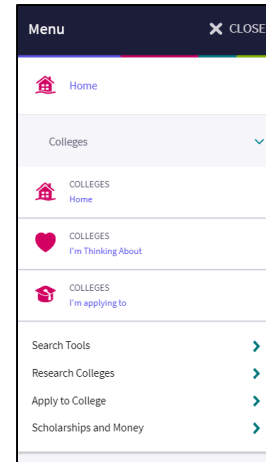 Menu CLOSE
Home
Colleges
COLLEGES
Home
COLLEGES
I'm Thinking About
COLLEGES
I'm applying to
Search Tools
Research Colleges
Apply to College
Scholarships and Money